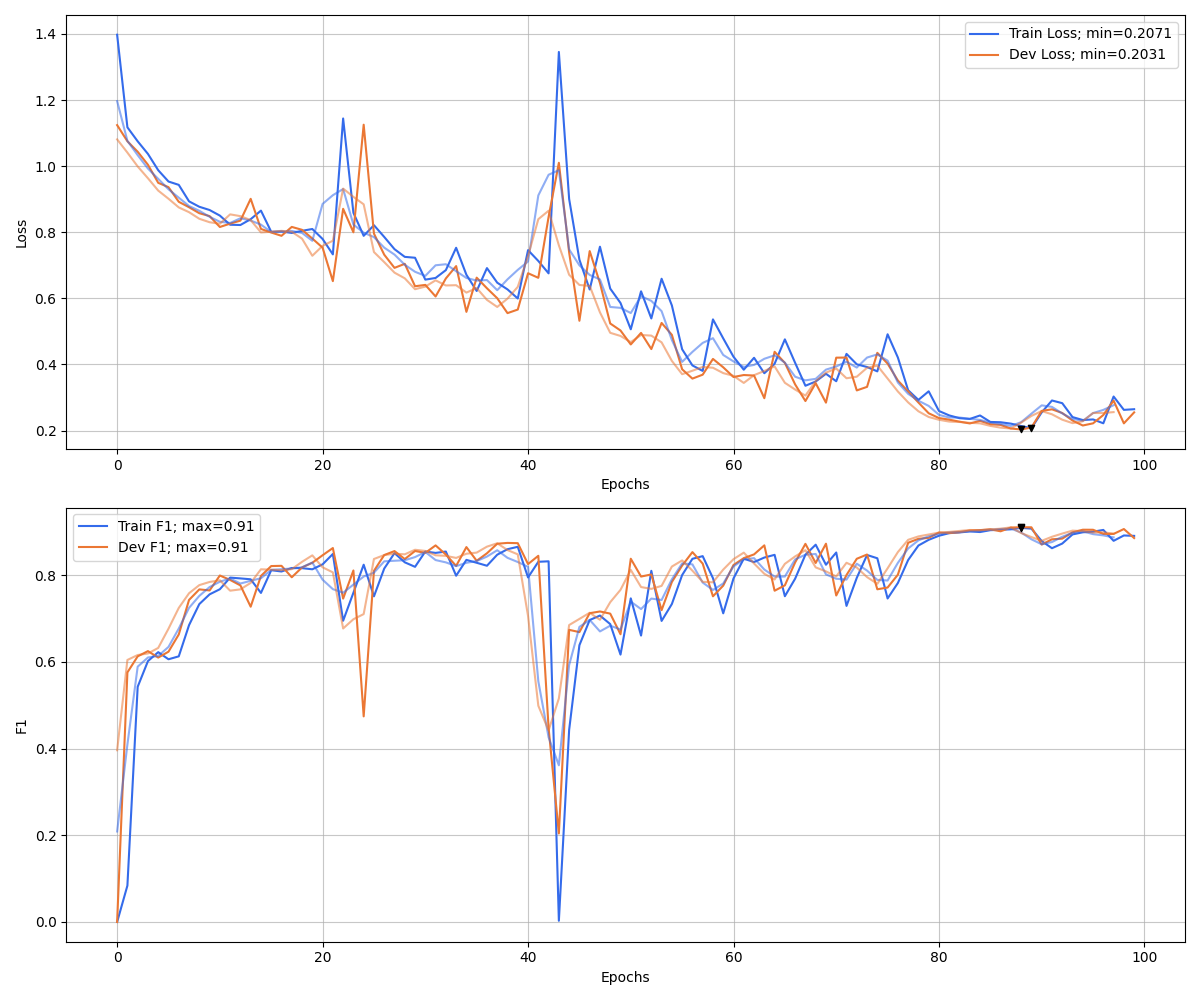 Train Loss; min=0.2071
Dev Loss; min=0.2031
1.4
1.2
1.0
0.8
0.6
0.4
0.2
Loss
0 20 40 60 80 100
Epochs
Train F1; max=0.91
Dev F1; max=0.91
0.8
0.6
0.4
0.2
0.0
F1
0 20 40 60 80 100
Epochs